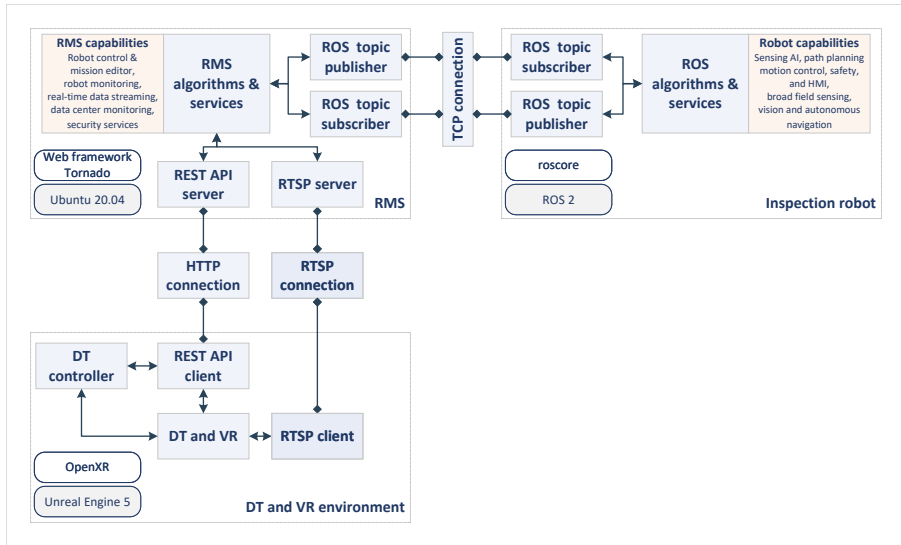 RMS capabilities
Robot control &
mission editor,
robot monitoring,
real-time data streaming,
data center monitoring,
security services
RMS
algorithms &
services
ROS topic
publisher
ROS topic
subscriber
TCP connection
ROS topic
subscriber
ROS topic
publisher
ROS
algorithms &
services
Robot capabilities
Sensing AI, path planning
motion control, safety,
and HMI,
broad field sensing,
vision and autonomous
navigation
Web framework
Tornado
Ubuntu 20.04
REST API
server
RTSP server
RMS
roscore
ROS 2
Inspection robot
HTTP
connection
RTSP
connection
DT
controller
REST API
client
DT and VR
RTSP client
OpenXR
Unreal Engine 5
DT and VR environment